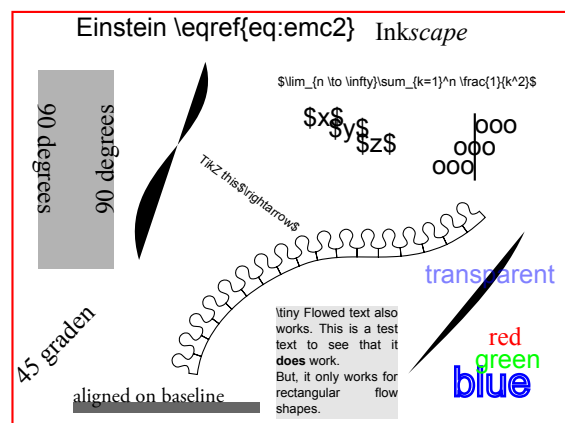 Einstein \eqref{eq:emc2}
Inkscape
$\lim_{n \to \infty}\sum_{k=1}^n \frac{1}{k^2}$
90 degrees
90 degrees
$x$
$y$
$z$
ooo
ooo
ooo
TikZ this$\rightarrow$
transparent
45 graden
\tiny Flowed text also
works. This is a test
text to see that it
does work.
But, it only works for
rectangular flow
shapes.
red
green
blue
aligned on baseline